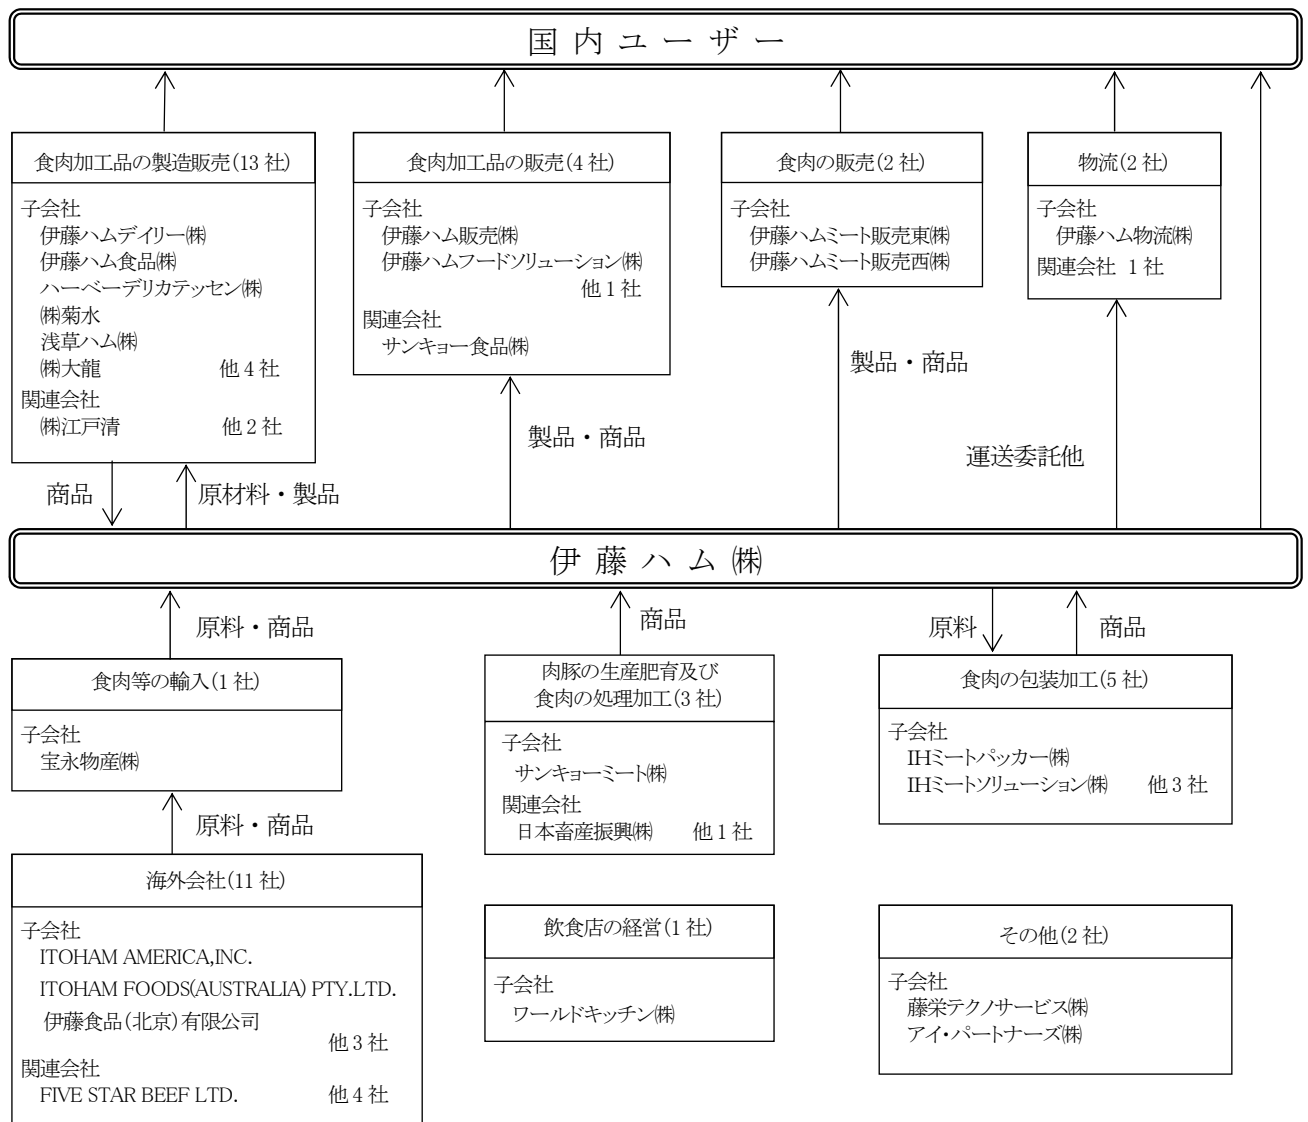 国内ユーザー
食肉加工品の製造販売(13 社)
子会社
伊藤ハムデイリー㈱
伊藤ハム食品㈱
ハーベーデリカテッセン㈱
㈱菊水
浅草ハム㈱
㈱大龍 他 4 社
関連会社
㈱江戸清 他 2 社
食肉加工品の販売(4 社)
子会社
伊藤ハム販売㈱
伊藤ハムフードソリューション㈱
他 1 社
関連会社
サンキョー食品㈱
食肉の販売(2 社)
子会社
伊藤ハムミート販売東㈱
伊藤ハムミート販売西㈱
物流(2 社)
子会社
伊藤ハム物流㈱
関連会社 1 社
商品
原材料・製品
製品・商品
製品・商品
運送委託他
伊藤ハム㈱
原料・商品
商品
原料
商品
食肉等の輸入(1 社)
子会社
宝永物産㈱
原料・商品
肉豚の生産肥育及び
食肉の処理加工(3 社)
子会社
サンキョーミート㈱
関連会社
日本畜産振興㈱ 他 1 社
食肉の包装加工(5 社)
子会社
IHミートパッカー㈱
IHミートソリューション㈱ 他 3 社
海外会社(11 社)
子会社
ITOHAM AMERICA,INC.
ITOHAM FOODS(AUSTRALIA) PTY.LTD.
伊藤食品(北京)有限公司
他 3 社
関連会社
FIVE STAR BEEF LTD. 他 4 社
飲食店の経営(1 社)
子会社
ワールドキッチン㈱
その他(2 社)
子会社
藤栄テクノサービス㈱
アイ・パートナーズ㈱